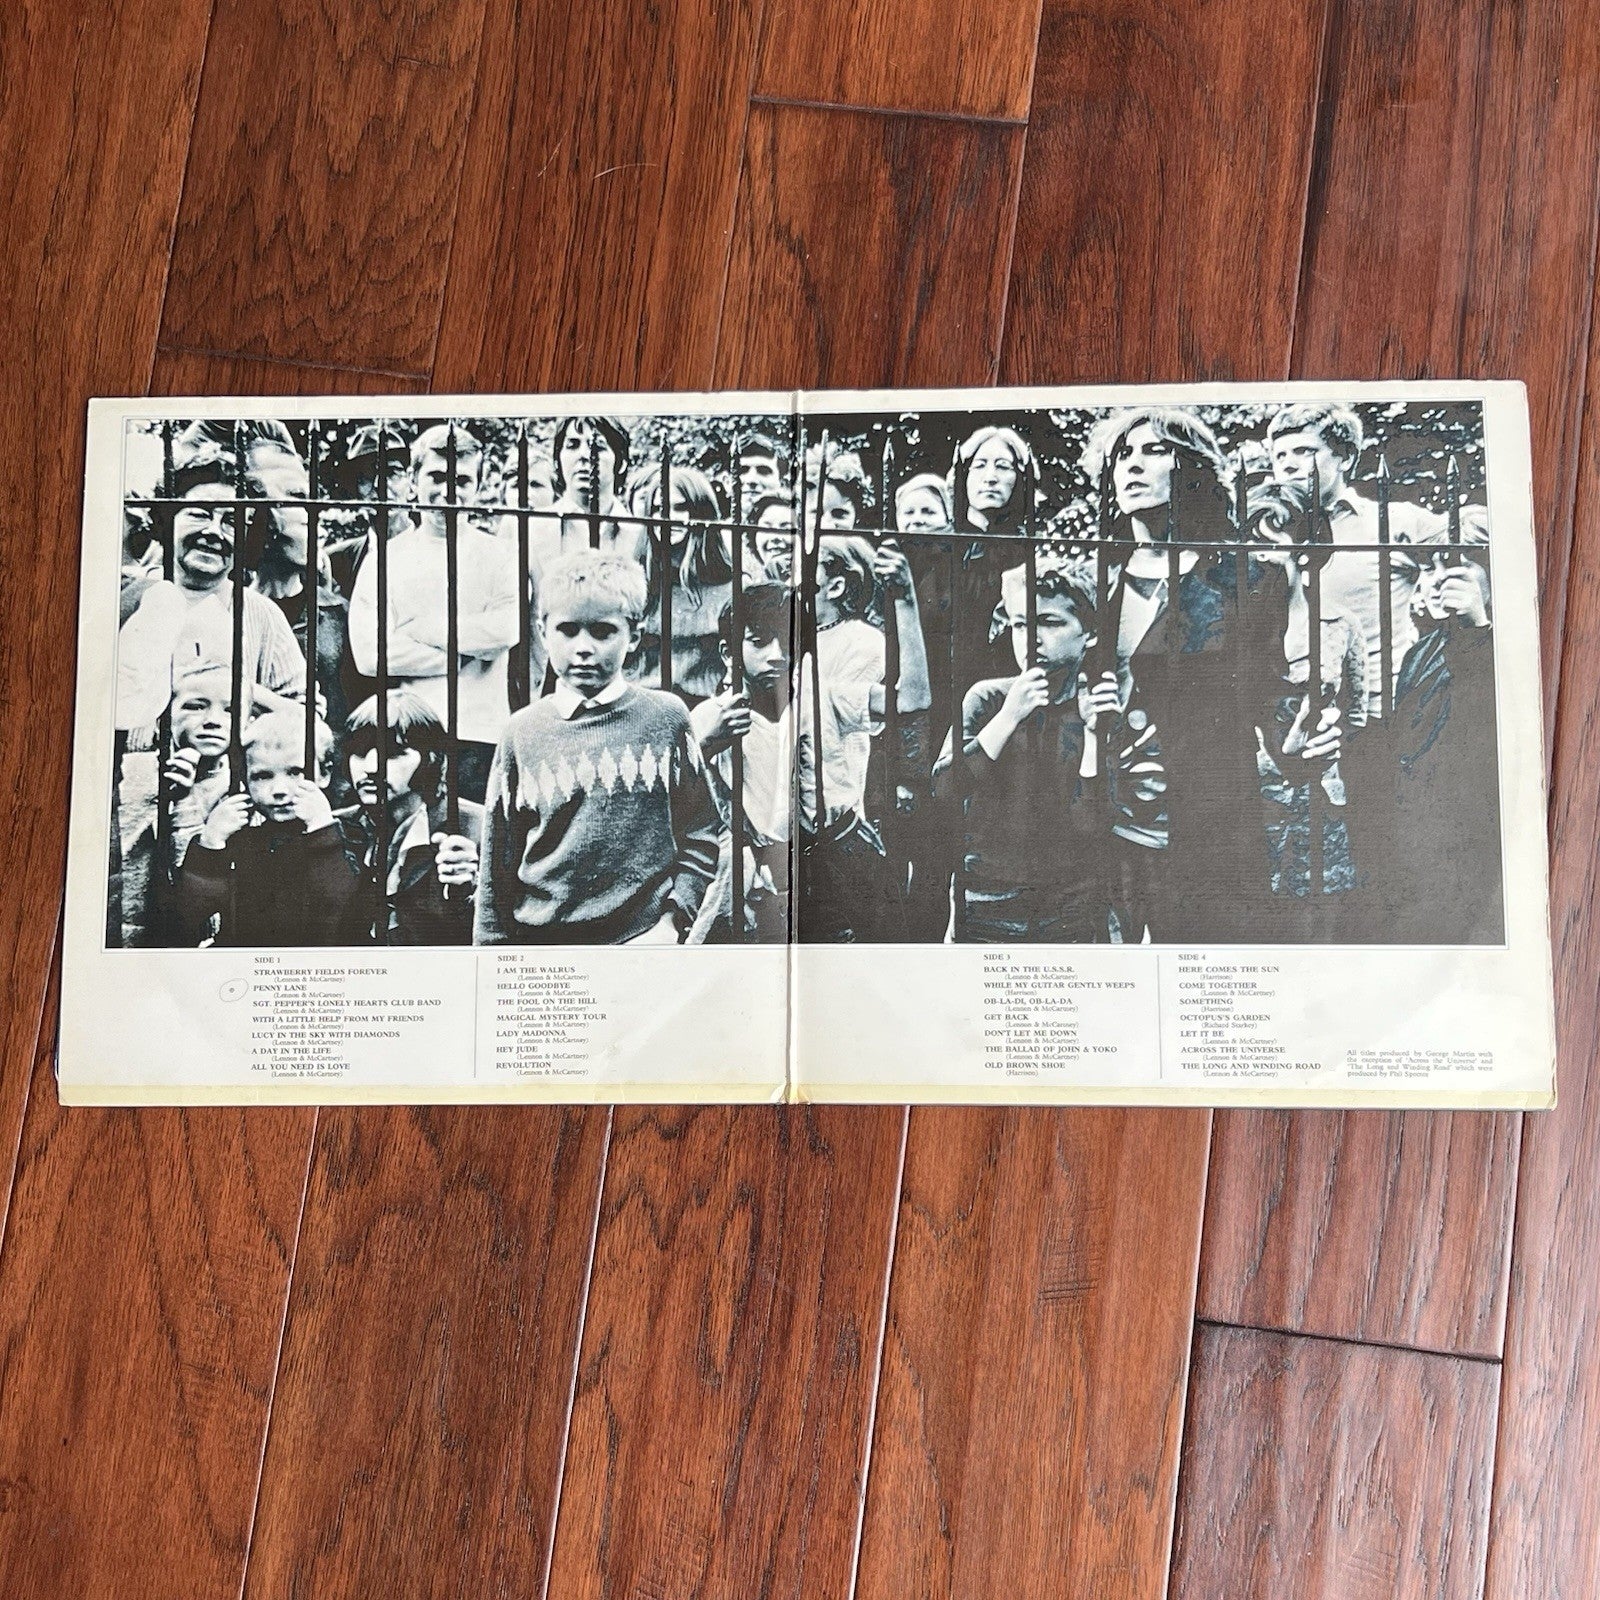 SIDE 1
STRAWBERRY FIELDS FOREVER
(Lennon & McCartney)
PENNY LANE
(Lennon & McCartney)
SGT. PEPPER'S LONELY HEARTS CLUB BAND
(Lennon & McCartney)
WITH A LITTLE HELP FROM MY FRIENDS
(Lennon & McCartney)
LUCY IN THE SKY WITH DIAMONDS
(Lennon & McCartney)
A DAY IN THE LIFE
(Lennon & McCartney)
ALL YOU NEED IS LOVE
(Lennon & McCartney)
SIDE 2
I AM THE WALRUS
(Lennon & McCartney)
HELLO GOODBYE
(Lennon & McCartney)
THE FOOL ON THE HILL
(Lennon & McCartney)
MAGICAL MYSTERY TOUR
(Lennon & McCartney)
LADY MADONNA
(Lennon & McCartney)
HEY JUDE
(Lennon & McCartney)
REVOLUTION
(Lennon & McCartney)
SIDE 3
BACK IN THE U.S.S.R.
(Lennon & McCartney)
WHILE MY GUITAR GENTLY WEEPS
(Harrison)
OB-LA-DI, OB-LA-DA
(Lennon & McCartney)
GET BACK
(Lennon & McCartney)
DON'T LET ME DOWN
(Lennon & McCartney)
THE BALLAD OF JOHN & YOKO
(Lennon & McCartney)
OLD BROWN SHOE
(Harrison)
SIDE 4
HERE COMES THE SUN
(Harrison)
COME TOGETHER
(Lennon & McCartney)
SOMETHING
(Harrison)
OCTOPUS'S GARDEN
(Richard Starkey)
LET IT BE
(Lennon & McCartney)
ACROSS THE UNIVERSE
(Lennon & McCartney)
THE LONG AND WINDING ROAD
(Lennon & McCartney)
All titles produced by George Martin with
the exception of 'Across the Universe' and
'The Long and Winding Road' which were
produced by Phil Spector